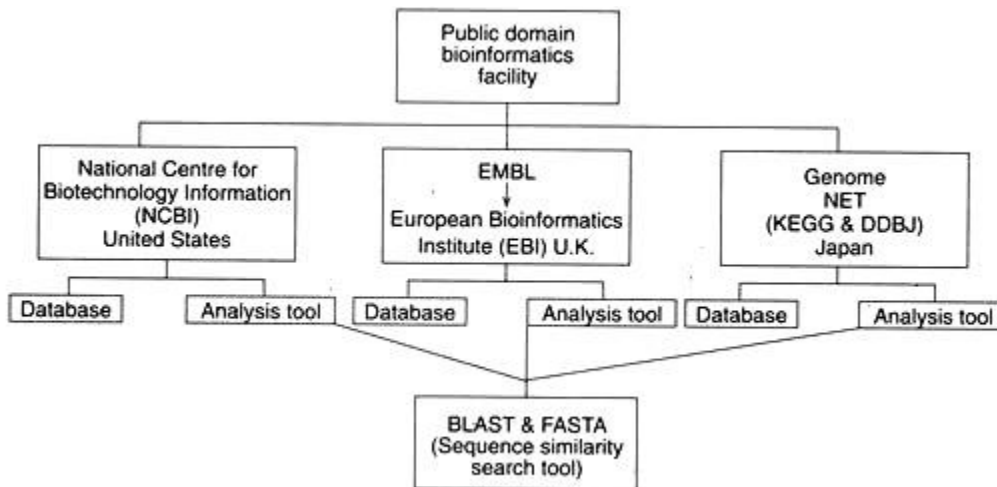 Public domain
bioinformatics
facility
National Centre for
Biotechnology Information
(NCBI)
United States
EMBL
European Bioinformatics
Institute (EBI) U.K.
Genome
NET
(KEGG & DDBJ)
Japan
Database
Analysis tool
Database
Analysis tool
Database
Analysis tool
BLAST & FASTA
(Sequence similarity
search tool)